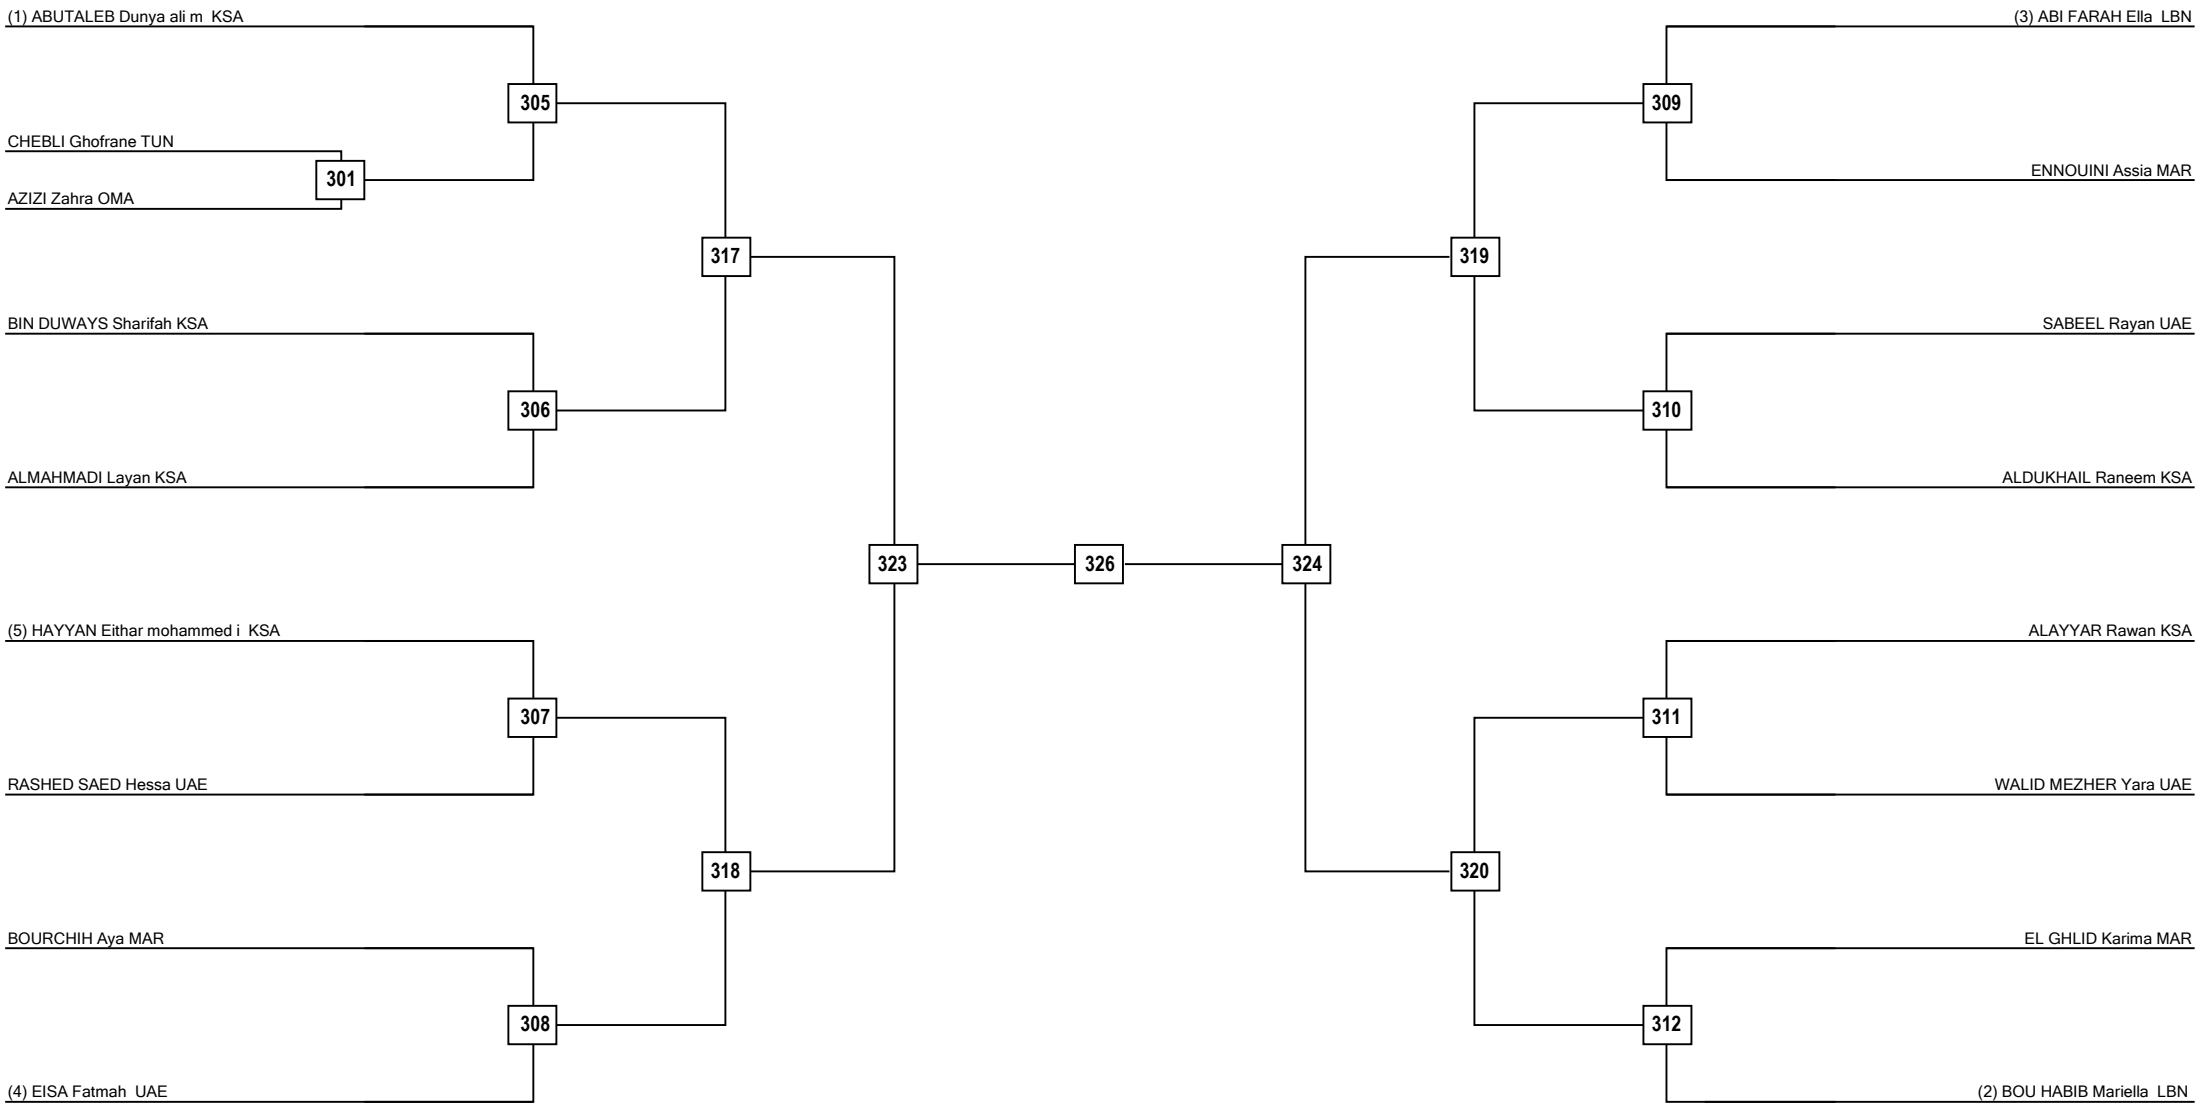 (1) ABUTALEB Dunya ali m  KSA
(3) ABI FARAH Ella  LBN
305
309
CHEBLI Ghofrane TUN
301
ENNOUINI Assia MAR
AZIZI Zahra OMA
317
319
BIN DUWAYS Sharifah KSA
SABEEL Rayan UAE
306
310
ALMAHMADI Layan KSA
ALDUKHAIL Raneem KSA
323
326
324
(5) HAYYAN Eithar mohammed i  KSA
ALAYYAR Rawan KSA
307
311
RASHED SAED Hessa UAE
WALID MEZHER Yara UAE
318
320
BOURCHIH Aya MAR
EL GHLID Karima MAR
308
312
(4) EISA Fatmah  UAE
(2) BOU HABIB Mariella  LBN